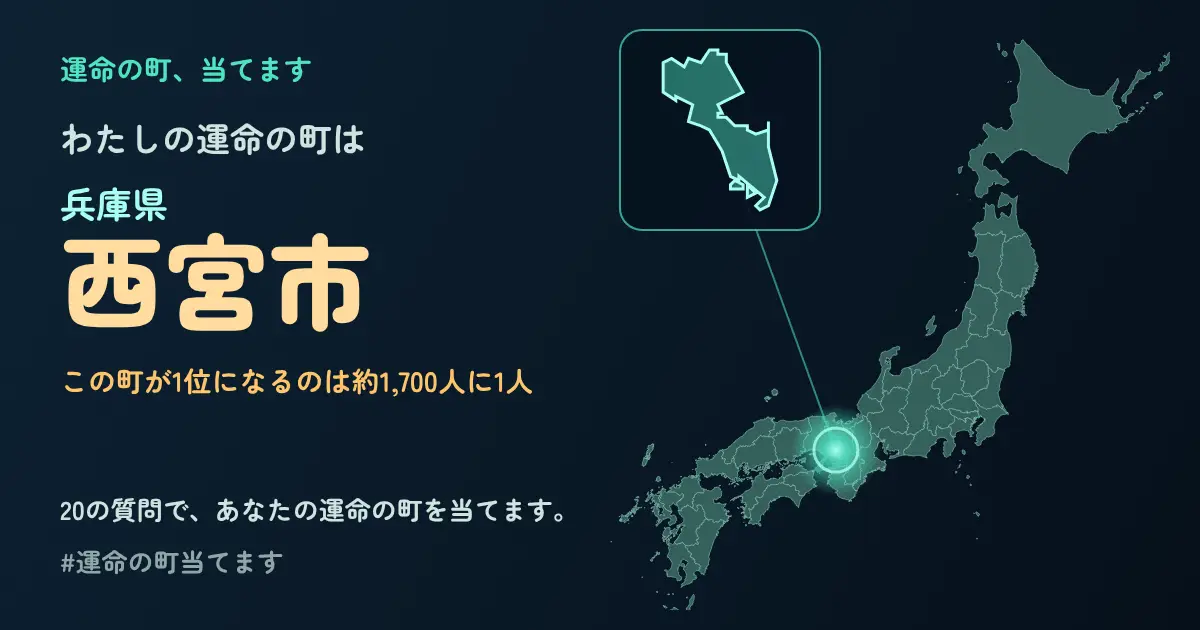 運命の町、当てます
わたしの運命の町は
兵庫県
西宮市
この町が1位になるのは約1,700人に1人
20の質問で、あなたの運命の町を当てます。
#運命の町当てます